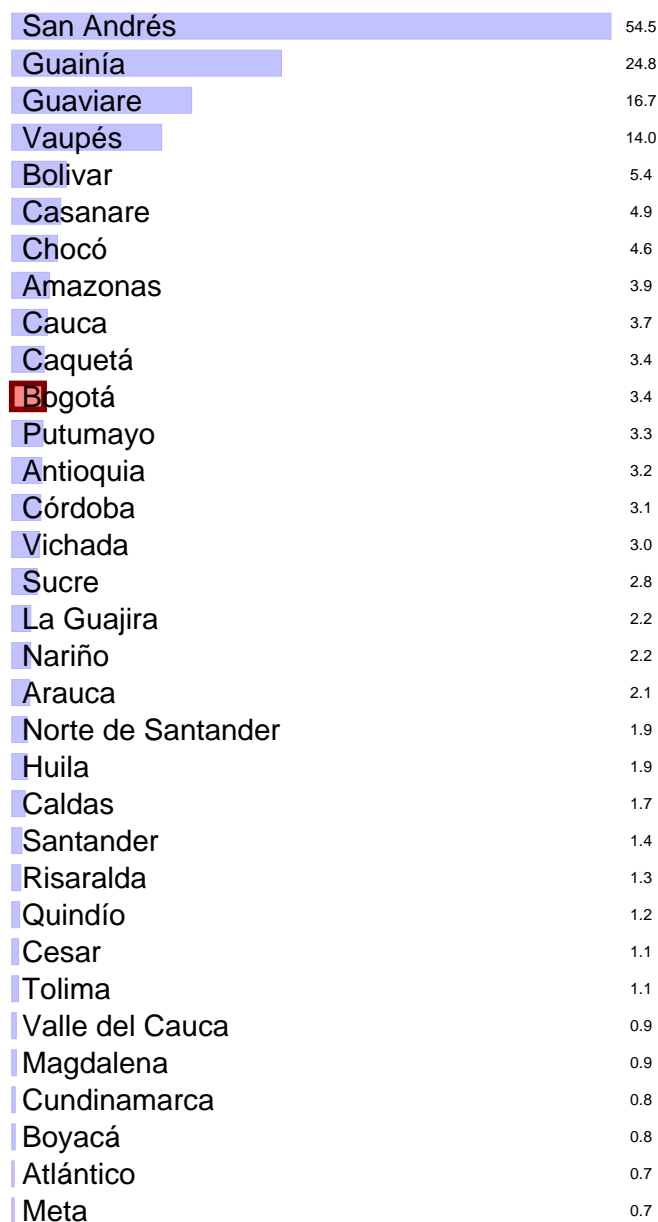 San Andrés 54.5
Guainía 24.8
Guaviare 16.7
Vaupés 14.0
Bolivar 5.4
Casanare 4.9
Chocó 4.6
Amazonas 3.9
Cauca 3.7
Caquetá 3.4
Bogotá 3.4
Putumayo 3.3
Antioquia 3.2
Córdoba 3.1
Vichada 3.0
Sucre 2.8
La Guajira 2.2
Nariño 2.2
Arauca 2.1
Norte de Santander 1.9
Huila 1.9
Caldas 1.7
Santander 1.4
Risaralda 1.3
Quindío 1.2
Cesar 1.1
Tolima 1.1
Valle del Cauca 0.9
Magdalena 0.9
Cundinamarca 0.8
Boyacá 0.8
Atlántico 0.7
Meta 0.7